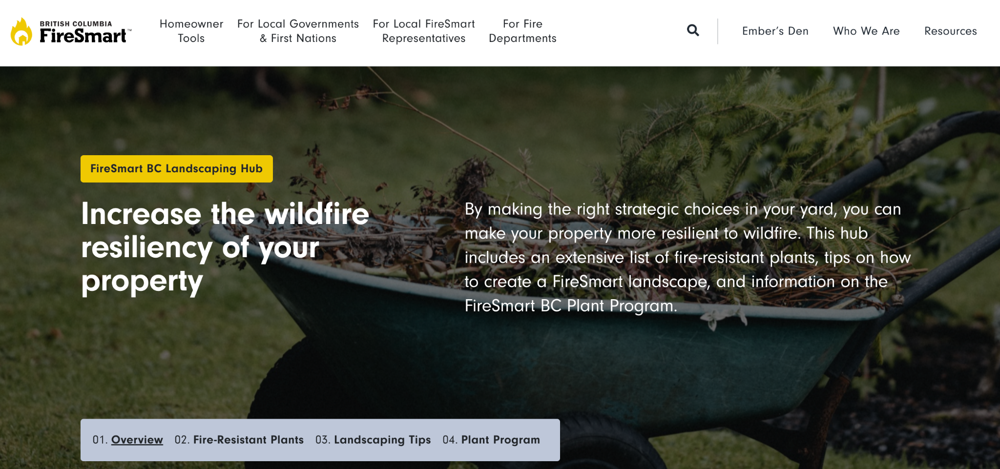 BRITISH COLUMBIA
FireSmart™
Homeowner
Tools
For Local Governments
& First Nations
For Local FireSmart
Representatives
For Fire
Departments
Ember’s Den
Who We Are
Resources
FireSmart BC Landscaping Hub
Increase the wildfire
resiliency of your
property
By making the right strategic choices in your yard, you can
make your property more resilient to wildfire. This hub
includes an extensive list of fire-resistant plants, tips on how
to create a FireSmart landscape, and information on the
FireSmart BC Plant Program.
01. Overview 02. Fire-Resistant Plants 03. Landscaping Tips 04. Plant Program